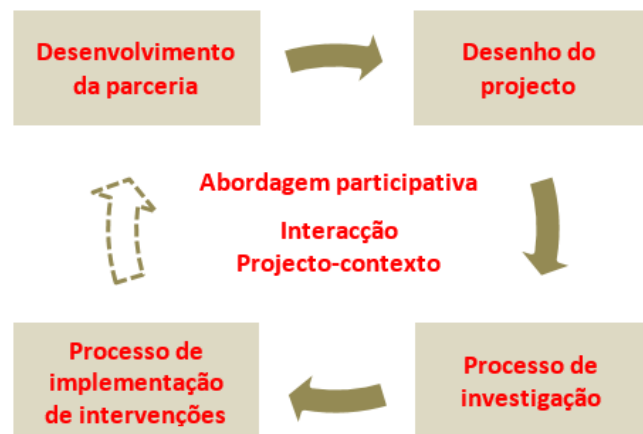 Desenvolvimento
da parceria
Desenho do
projecto
Abordagem participativa
Interacção
Projecto-contexto
Processo de
implementação
de intervenções
Processo de
investigação